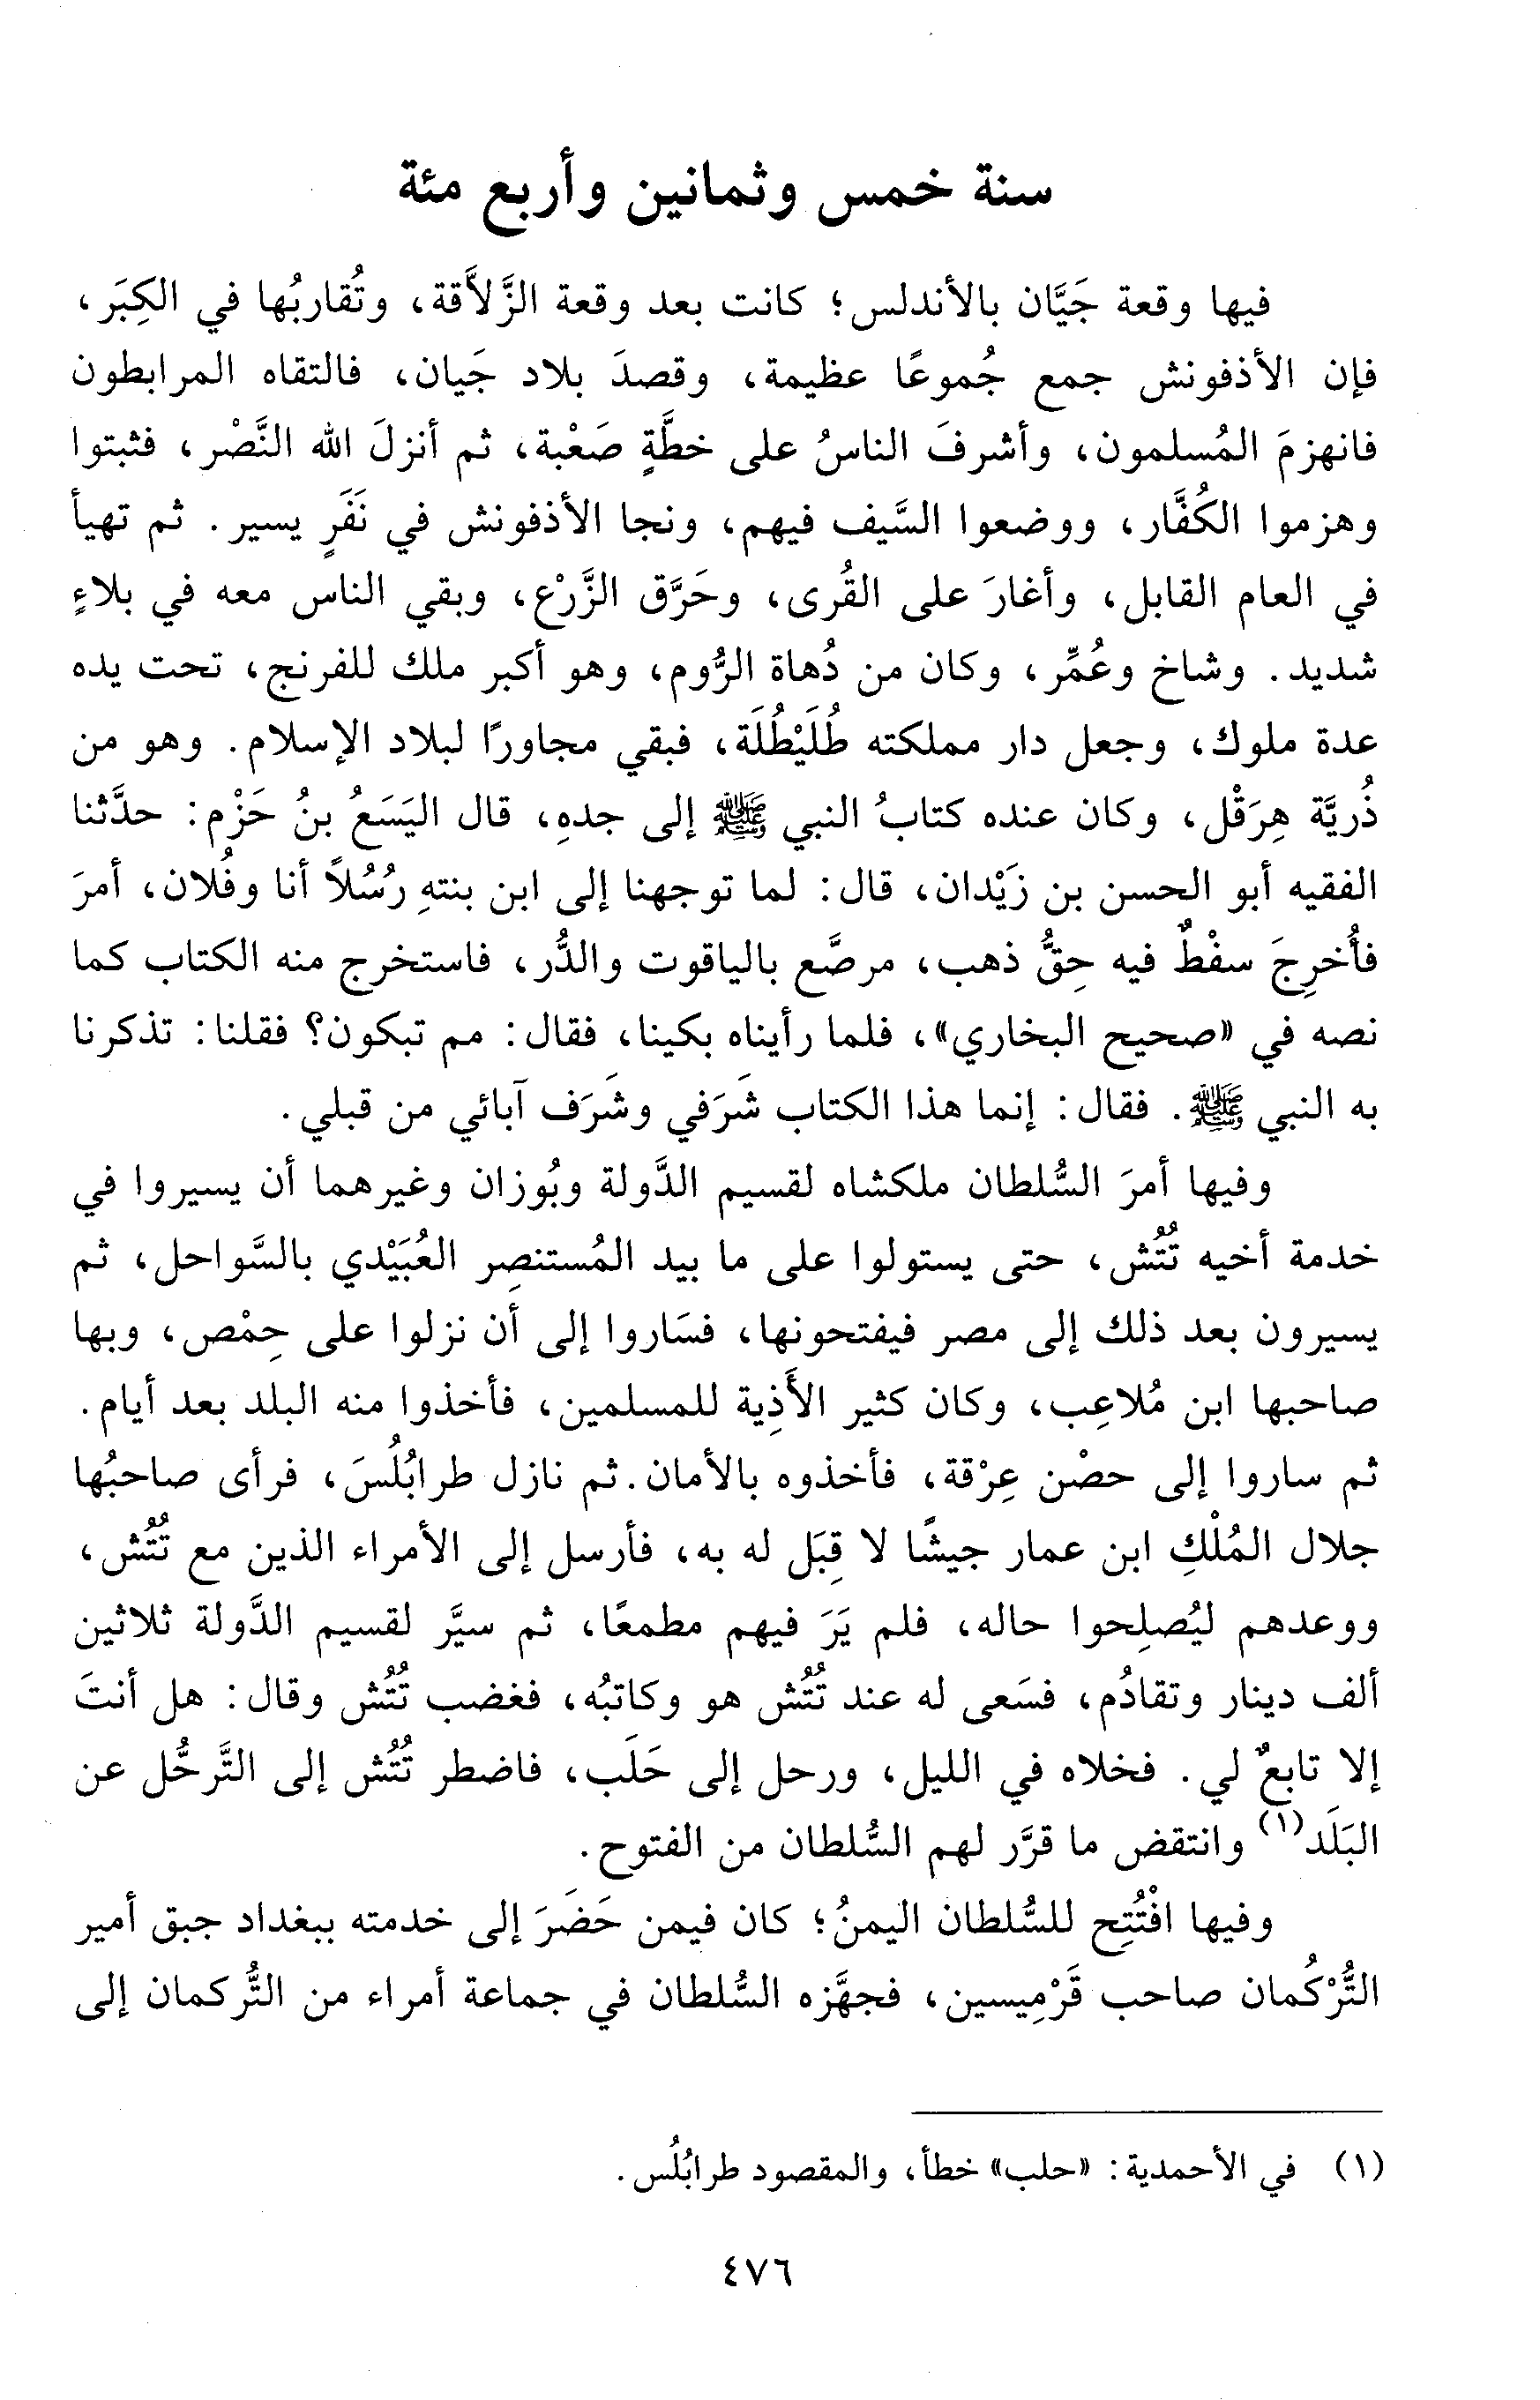 سنة خمس وثمانين وأربع مئة
فيها وقعة جَيَّان بالأندلس؛ كانت بعد وقعة الزَّلاَّقة، وتُقاربُها في الكِبَر،
فإن الأذفونش جمع جُموعًا عظيمة، وقصدَ بلاد جَيان، فالتقاه المرابطون
فانهزمَ المُسلمون، وأشرفَ الناسُ على خطَّةٍ صَعْبة، ثم أنزلَ الله النَّصْر، فثبتوا
وهزموا الكُفَّار، ووضعوا السَّيف فيهم، ونجا الأذفونش في نَفَرٍ يسير. ثم تهيأ
في العام القابل، وأغارَ على القُرى، وحَرَّق الزَّرْع، وبقي الناس معه في بلاءٍ
شديد. وشاخ وعُمِّر، وكان من دُهاة الرُّوم، وهو أكبر ملك للفرنج، تحت يده
عدة ملوك، وجعل دار مملكته طُلَيْطُلَة، فبقي مجاورًا لبلاد الإسلام. وهو من
ذُريَّة هِرَقْل، وكان عنده كتابُ النبي ﷺ إلى جدهِ، قال اليَسَعُ بنُ حَزْم: حدَّثنا
الفقيه أبو الحسن بن زَيْدان، قال: لما توجهنا إلى ابن بنتهِ رُسُلاً أنا وفُلان، أمرَ
فأُخرِجَ سفْطٌ فيه حِقُّ ذهب، مرصَّع بالياقوت والدُّر، فاستخرج منه الكتاب كما
نصه في «صحيح البخاري»، فلما رأيناه بكينا، فقال: مم تبكون؟ فقلنا: تذكرنا
به النبي ﷺ. فقال: إنما هذا الكتاب شَرَفي وشَرَف آبائي من قبلي.
وفيها أمرَ السُّلطان ملكشاه لقسيم الدَّولة وبُوزان وغيرهما أن يسيروا في
خدمة أخيه تُتُش، حتى يستولوا على ما بيد المُستنصِر العُبَيْدي بالسَّواحل، ثم
يسيرون بعد ذلك إلى مصر فيفتحونها، فسَاروا إلى أن نزلوا على حِمْص، وبها
صاحبها ابن مُلاعِب، وكان كثير الأَذِية للمسلمين، فأخذوا منه البلد بعد أيام.
ثم ساروا إلى حصْن عِرْقة، فأخذوه بالأمان. ثم نازل طرابُلُسَ، فرأى صاحبُها
جلال المُلْكِ ابن عمار جيشًا لا قِبَل له به، فأرسل إلى الأمراء الذين مع تُتُش،
ووعدهم ليُصلِحوا حاله، فلم يَرَ فيهم مطمعًا، ثم سيَّر لقسيم الدَّولة ثلاثين
ألف دينار وتقادُم، فسَعى له عند تُتُش هو وكاتبُه، فغضب تُتُش وقال: هل أنتَ
إلا تابعٌ لي. فخلاه في الليل، ورحل إلى حَلَب، فاضطر تُتُش إلى التَّرحُّل عن
البَلَد(١) وانتقض ما قرَّر لهم السُّلطان من الفتوح.
وفيها افْتُتِح للسُّلطان اليمنُ؛ كان فيمن حَضَرَ إلى خدمته ببغداد جبق أمير
التُّرْكُمان صاحب قَرْمِيسين، فجهَّزه السُّلطان في جماعة أمراء من التُّركمان إلى
(١) في الأحمدية: «حلب» خطأ، والمقصود طرابُلُس.
٤٧٦